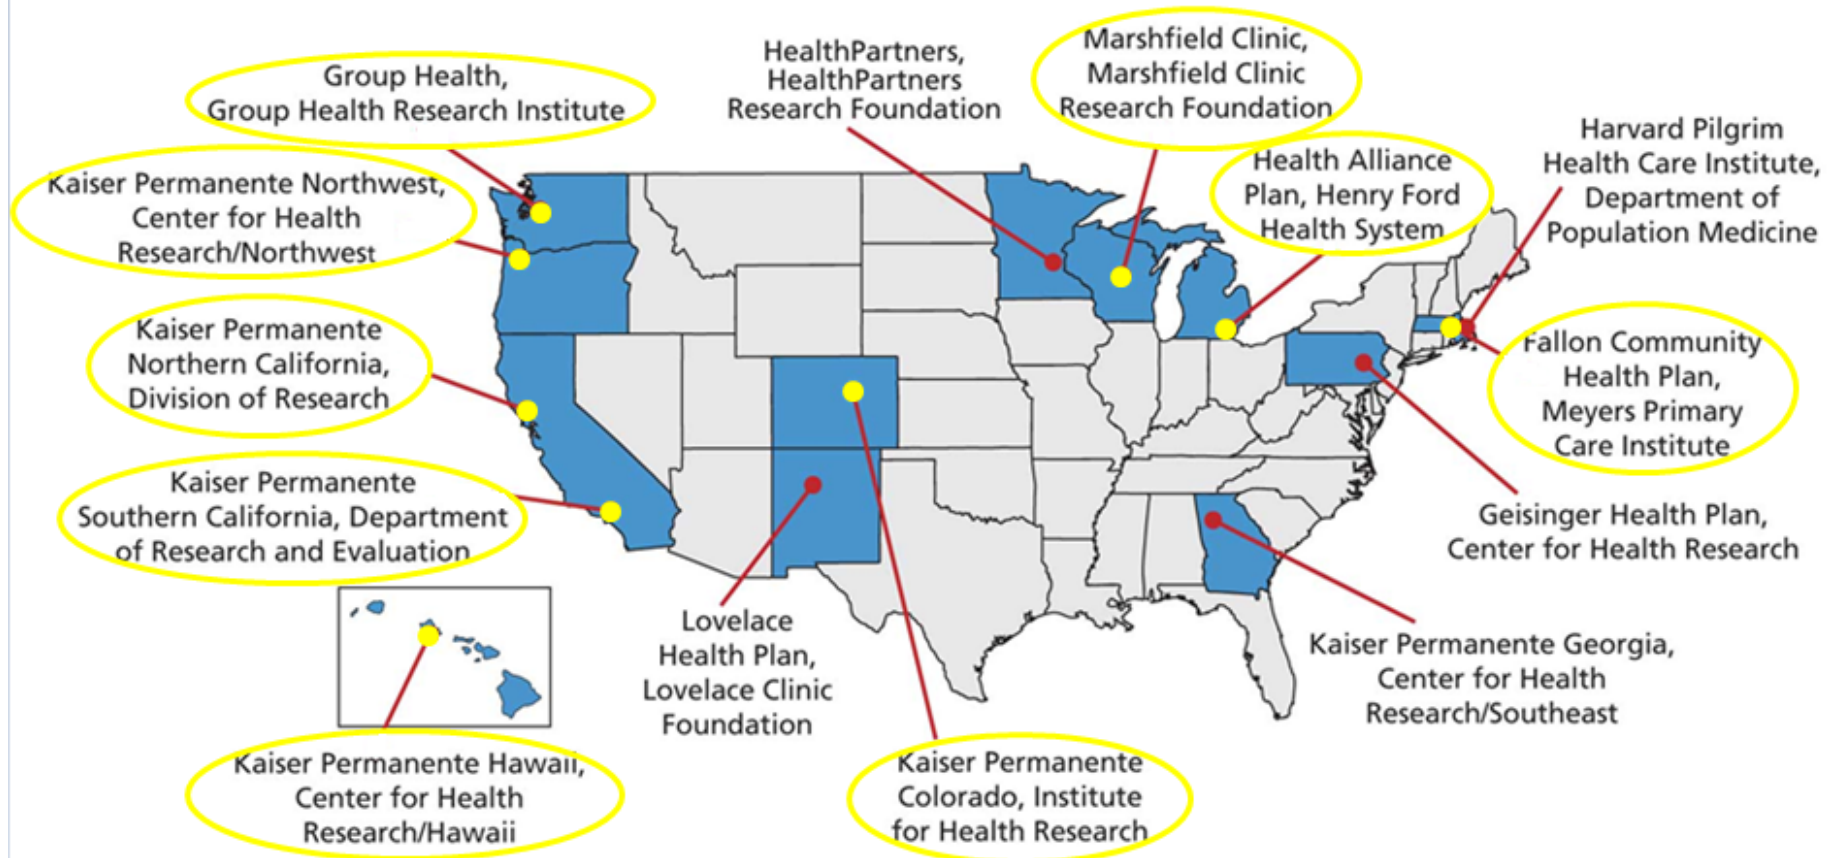 Group Health,
Group Health Research Institute
HealthPartners,
HealthPartners
Research Foundation
Marshfield Clinic,
Marshfield Clinic
Research Foundation
Health Alliance
Plan, Henry Ford
Health System
Harvard Pilgrim
Health Care Institute,
Department of
Population Medicine
Kaiser Permanente Northwest,
Center for Health
Research/Northwest
Kaiser Permanente
Northern California,
Division of Research
Fallon Community
Health Plan,
Meyers Primary
Care Institute
Kaiser Permanente
Southern California, Department
of Research and Evaluation
Geisinger Health Plan,
Center for Health Research
Lovelace
Health Plan,
Lovelace Clinic
Foundation
Kaiser Permanente Georgia,
Center for Health
Research/Southeast
Kaiser Permanente Hawaii,
Center for Health
Research/Hawaii
Kaiser Permanente
Colorado, Institute
for Health Research